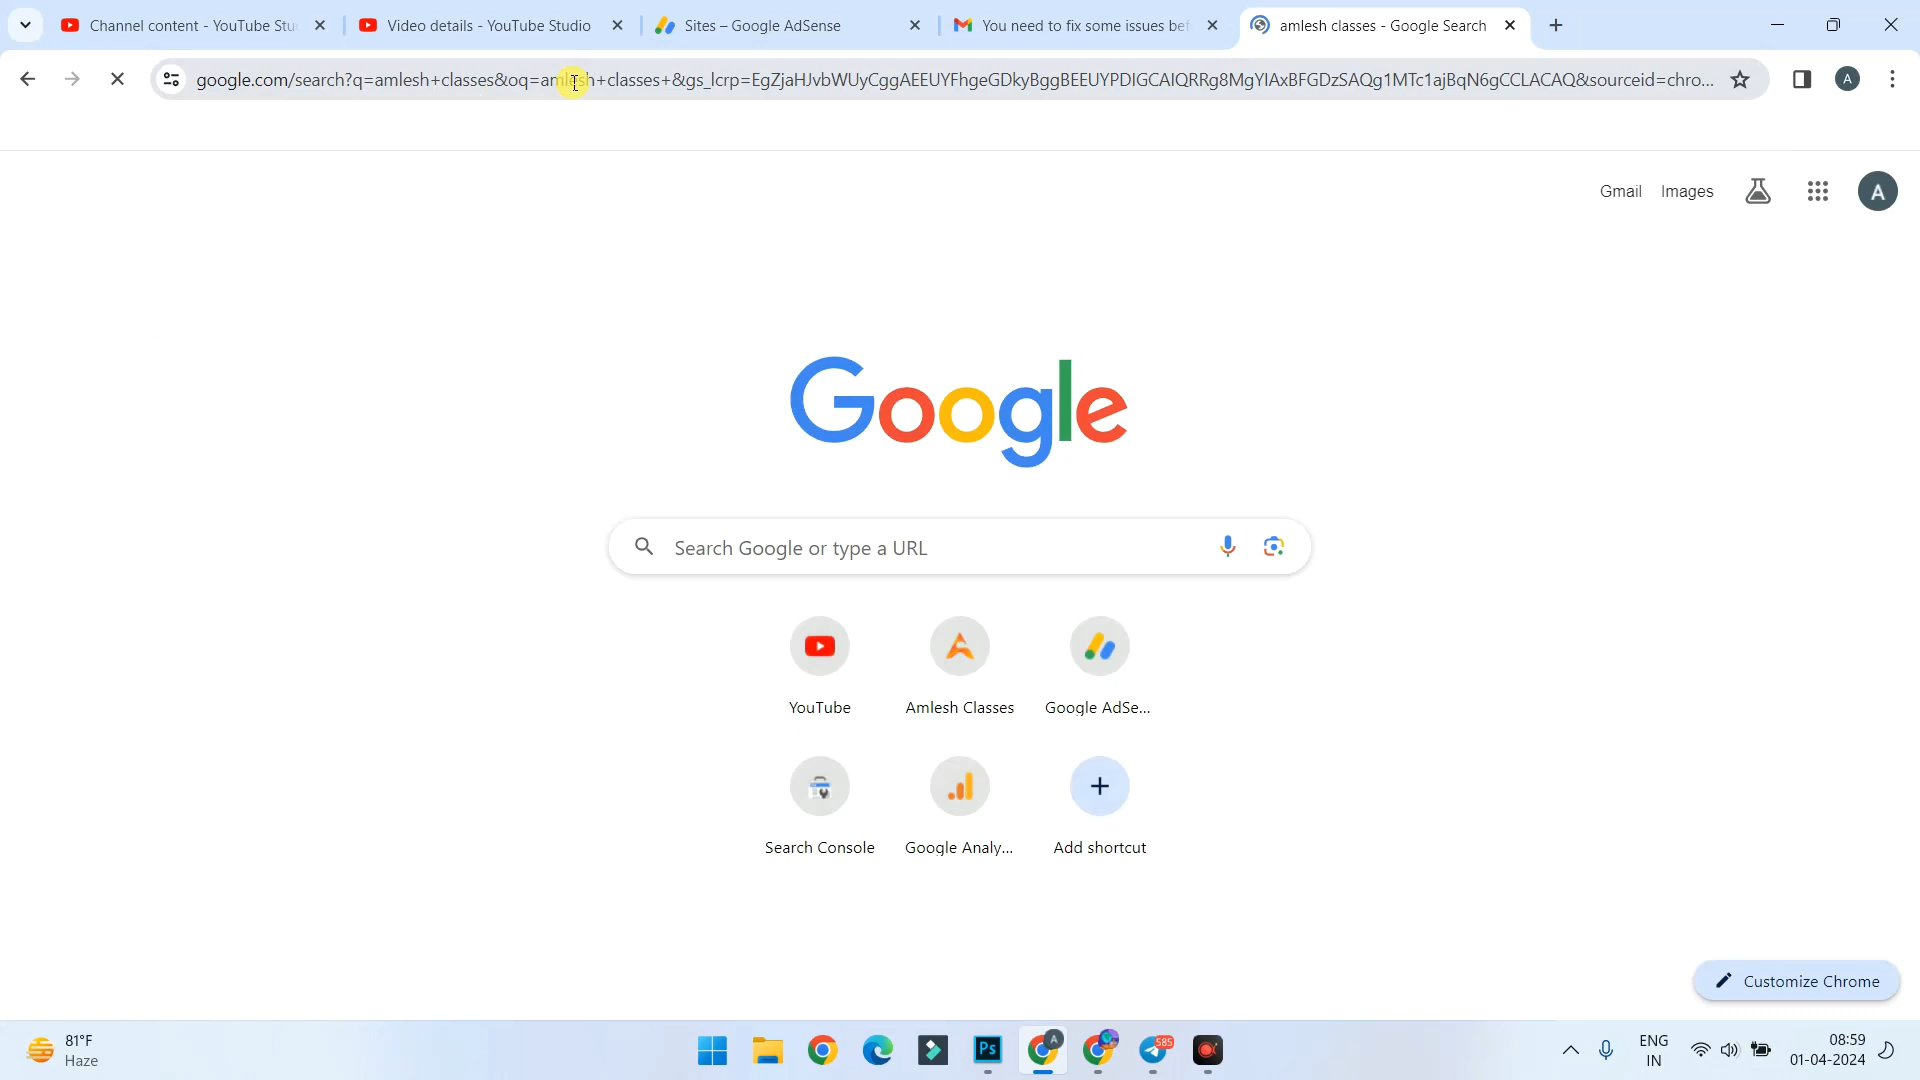 Channel content - YouTube Stu
Video details - YouTube Studio
Sites – Google AdSense
You need to fix some issues bef
amlesh classes - Google Search
google.com/search?q=amlesh+classes&oq=amlesh+classes+&gs_lcrp=EgZjaHJvbWUyCggAEEUYFhgeGDkyBggBEEUYPDIGCAIQRRg8MgYIAxBFGDzSAQg1MTc1ajBqN6gCCLACAQ&sourceid=chro...
A
Gmail Images
A
Google
Search Google or type a URL
YouTube
Amlesh Classes
Google AdSe...
Search Console
Google Analy...
Add shortcut
Customize Chrome
81°F
Haze
Ps
A
585
ENG
IN
08:59
01-04-2024